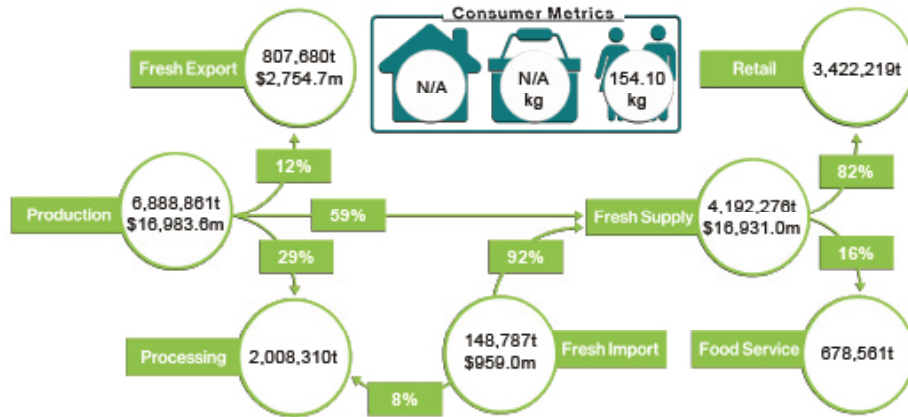 Consumer Metrics
Fresh Export
807,680t
$2,754.7m
N/A
N/A
kg
154.10
kg
Retail
3,422,219t
12%
82%
Production
6,888,861t
$16,983.6m
59%
Fresh Supply
4,192,276t
$16,931.0m
29%
92%
16%
Processing
2,008,310t
148,787t
$959.0m
Fresh Import
Food Service
678,561t
8%